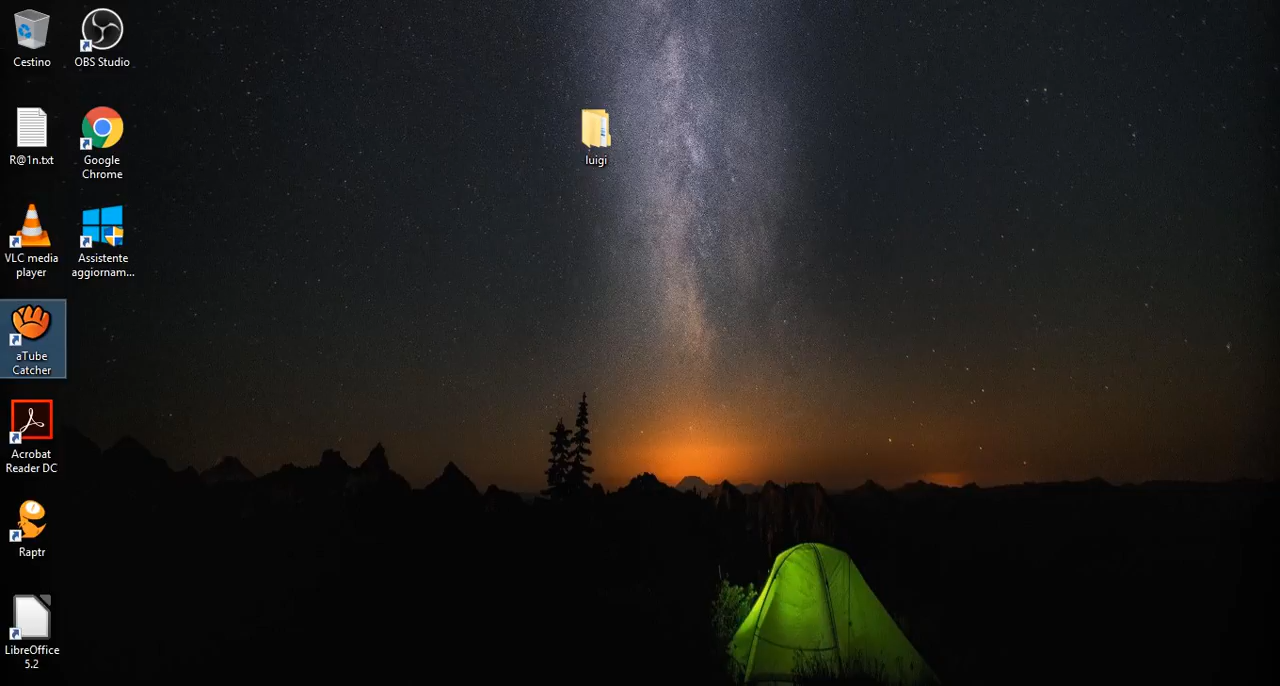 Cestino
OBS Studio
R@1n.txt
Google
Chrome
luigi
VLC media
player
Assistente
aggiornam...
aTube
Catcher
Acrobat
Reader DC
Raptr
LibreOffice
5.2